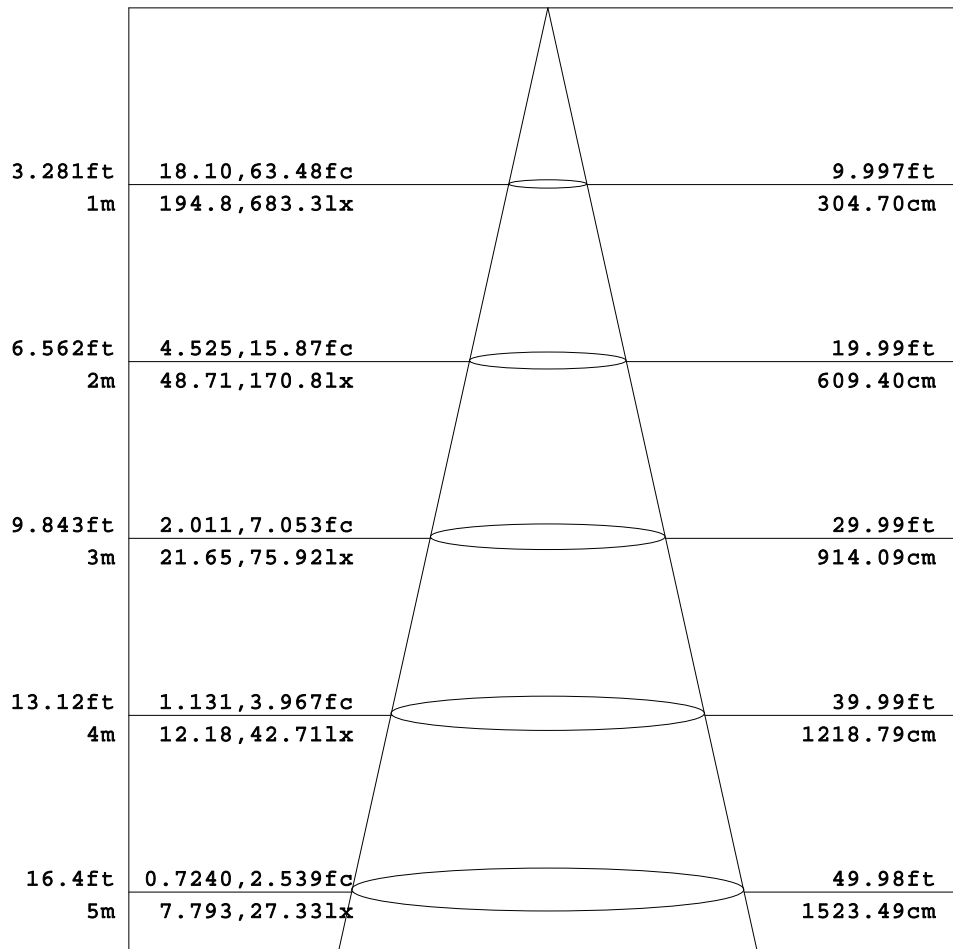 3.281ft 18.10,63.48fc 9.997ft
1m 194.8,683.3lx 304.70cm
6.562ft 4.525,15.87fc 19.99ft
2m 48.71,170.8lx 609.40cm
9.843ft 2.011,7.053fc 29.99ft
3m 21.65,75.92lx 914.09cm
13.12ft 1.131,3.967fc 39.99ft
4m 12.18,42.71lx 1218.79cm
16.4ft 0.7240,2.539fc 49.98ft
5m 7.793,27.33lx 1523.49cm